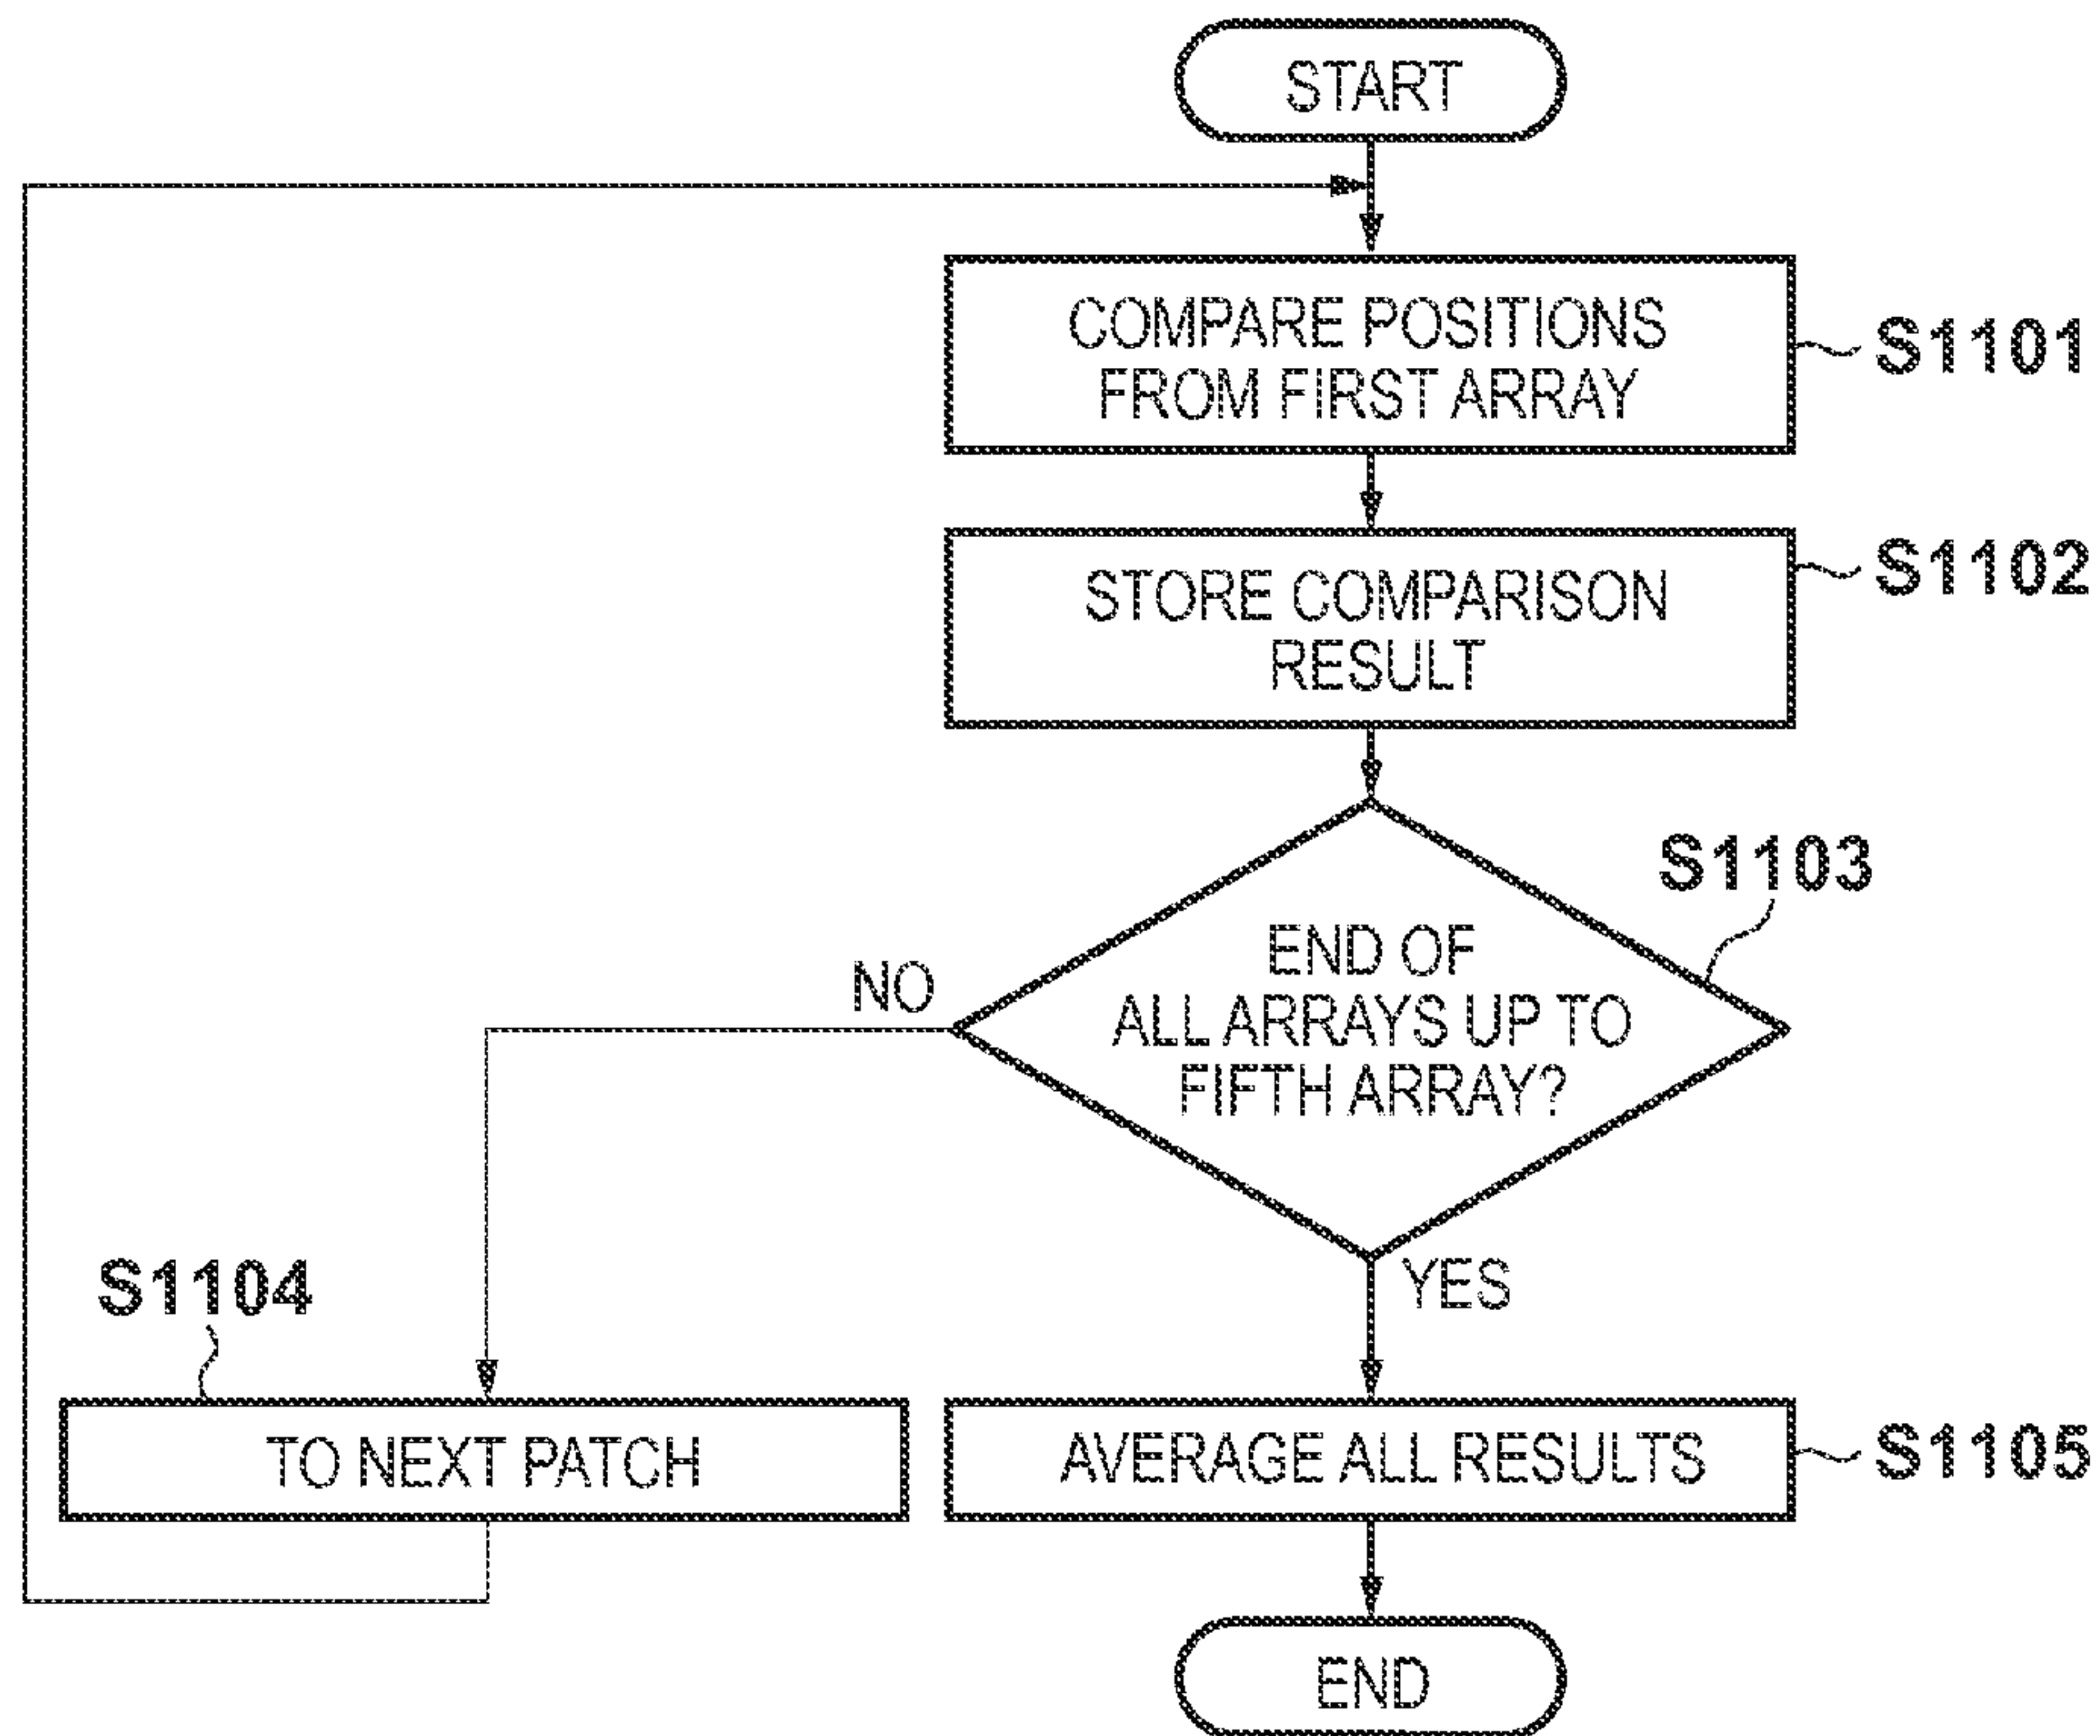 START
COMPARE POSITIONS
FROM FIRST ARRAY
S1101
STORE COMPARISON
RESULT
S1102
S1103
END OF
ALL ARRAYS UP TO
FIFTH ARRAY?
NO
YES
S1104
TO NEXT PATCH
AVERAGE ALL RESULTS
S1105
END